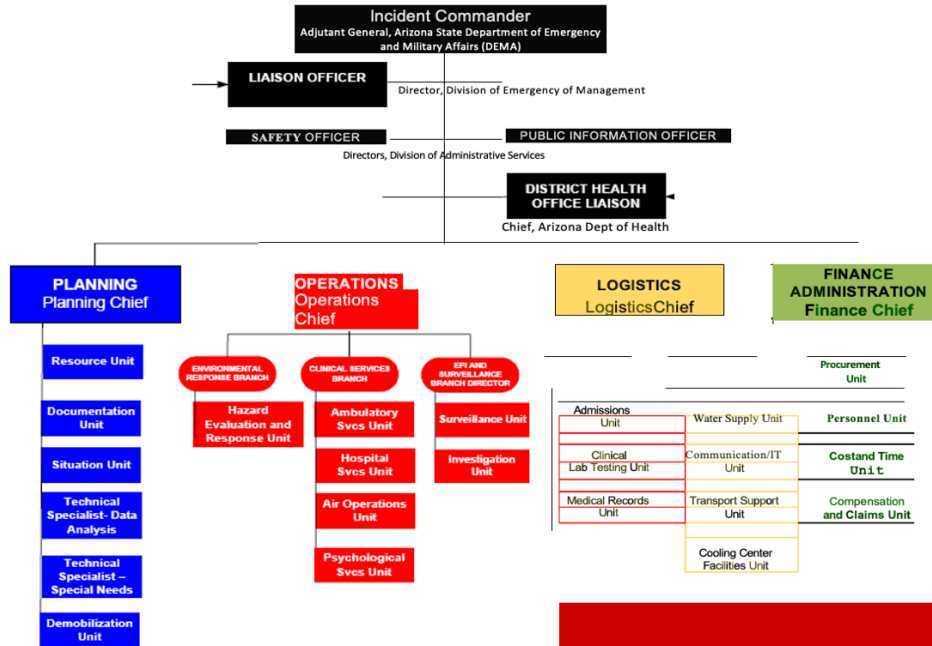 Incident Commander
Adjutant General, Arizona State Department of Emergency
and Military Affairs (DEMA)
LIAISON OFFICER
Director, Division of Emergency of Management
SAFETY OFFICER
PUBLIC INFORMATION OFFICER
Directors, Division of Administrative Services
DISTRICT HEALTH
OFFICE LIAISON
Chief, Arizona Dept of Health
PLANNING
Planning Chief
Resource Unit
Documentation
Unit
Situation Unit
Technical
Specialist- Data
Analysis
Technical
Specialist –
Special Needs
Demobilization
Unit
OPERATIONS
Operations
Chief
ENVIRONMENTAL
RESPONSE BRANCH
Hazard
Evaluation and
Response Unit
CLINICAL SERVICES
BRANCH
Ambulatory
Svcs Unit
Hospital
Svcs Unit
Air Operations
Unit
Psychological
Svcs Unit
EPI AND
SURVEILLANCE
BRANCH DIRECTOR
Surveillance Unit
Investigation
Unit
LOGISTICS
LogisticsChief
Admissions
Unit
Clinical
Lab Testing Unit
Medical Records
Unit
Water Supply Unit
Communication/IT
Unit
Transport Support
Unit
Cooling Center
Facilities Unit
FINANCE
ADMINISTRATION
Finance Chief
Procurement
Unit
Personnel Unit
Costand Time
Unit
Compensation
and Claims Unit